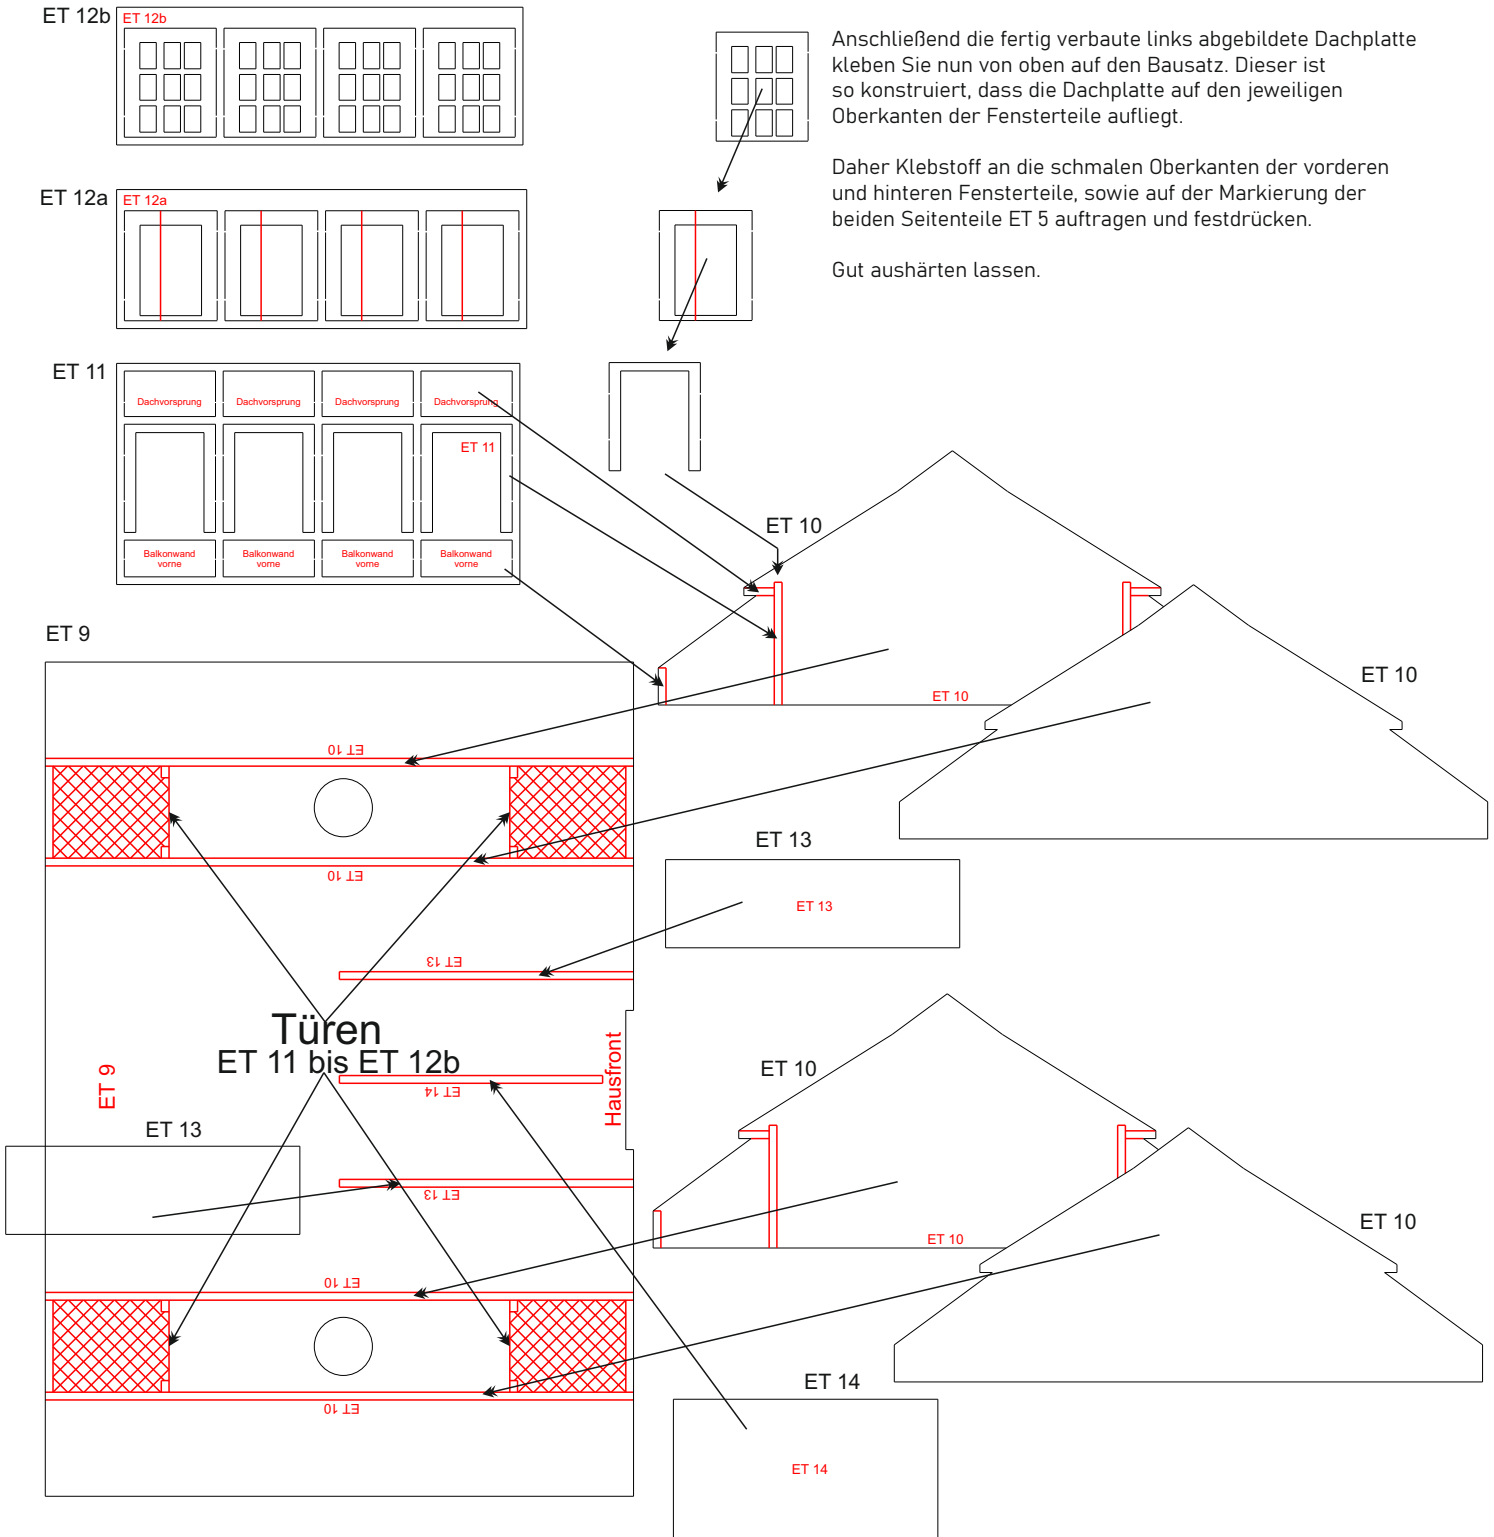 ET 12b
ET 12b
Anschließend die fertig verbaute links abgebildete Dachplatte
kleben Sie nun von oben auf den Bausatz. Dieser ist
so konstruiert, dass die Dachplatte auf den jeweiligen
Oberkanten der Fensterteile aufliegt.
Daher Klebstoff an die schmalen Oberkanten der vorderen
und hinteren Fensterteile, sowie auf der Markierung der
beiden Seitenteile ET 5 auftragen und festdrücken.
Gut aushärten lassen.
ET 12a
ET 12a
ET 11
Dachvorsprung
Dachvorsprung
Dachvorsprung
Dachvorsprung
ET 11
Balkonwand
vorne
Balkonwand
vorne
Balkonwand
vorne
Balkonwand
vorne
ET 10
ET 10
ET 10
ET 9
ET 10
ET 10
ET 13
ET 13
ET 13
Türen
ET 11 bis ET 12b
ET 9
ET 14
Hausfront
ET 13
ET 13
ET 10
ET 10
ET 10
ET 10
ET 10
ET 14
ET 14